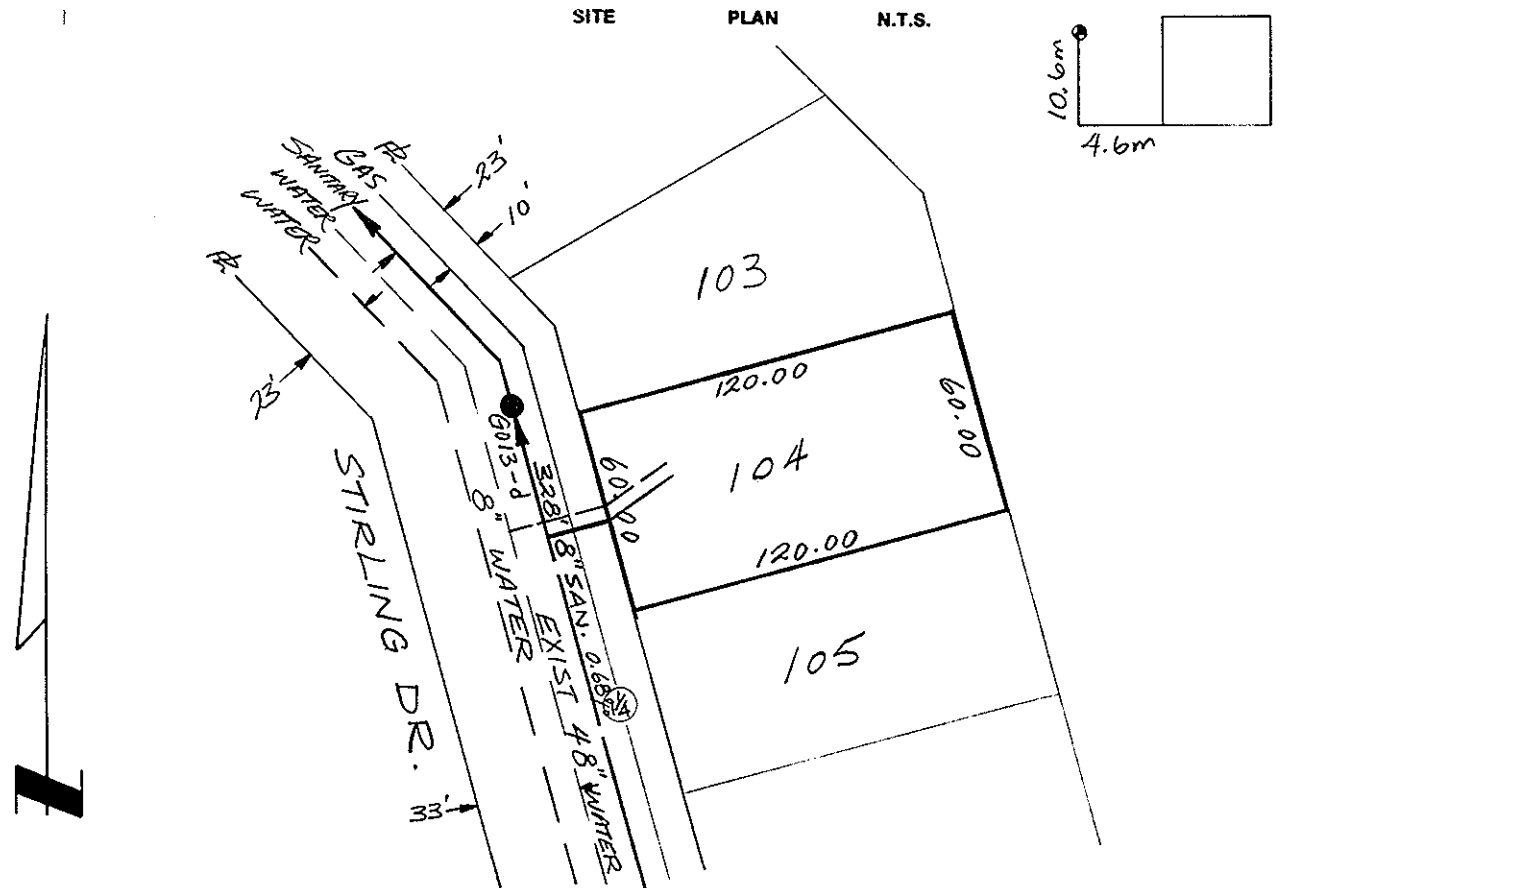 SITE PLAN N.T.S.
10.6m
4.6m
GAS
SANITARY
WATER
WATER
23'
10'
23'
103
120.00
60.00
104
60.00
120.00
105
G013-d
328' 8" SAN. 0.68%
8" WATER
EXIST 48" WATER
STIRLING DR.
33'